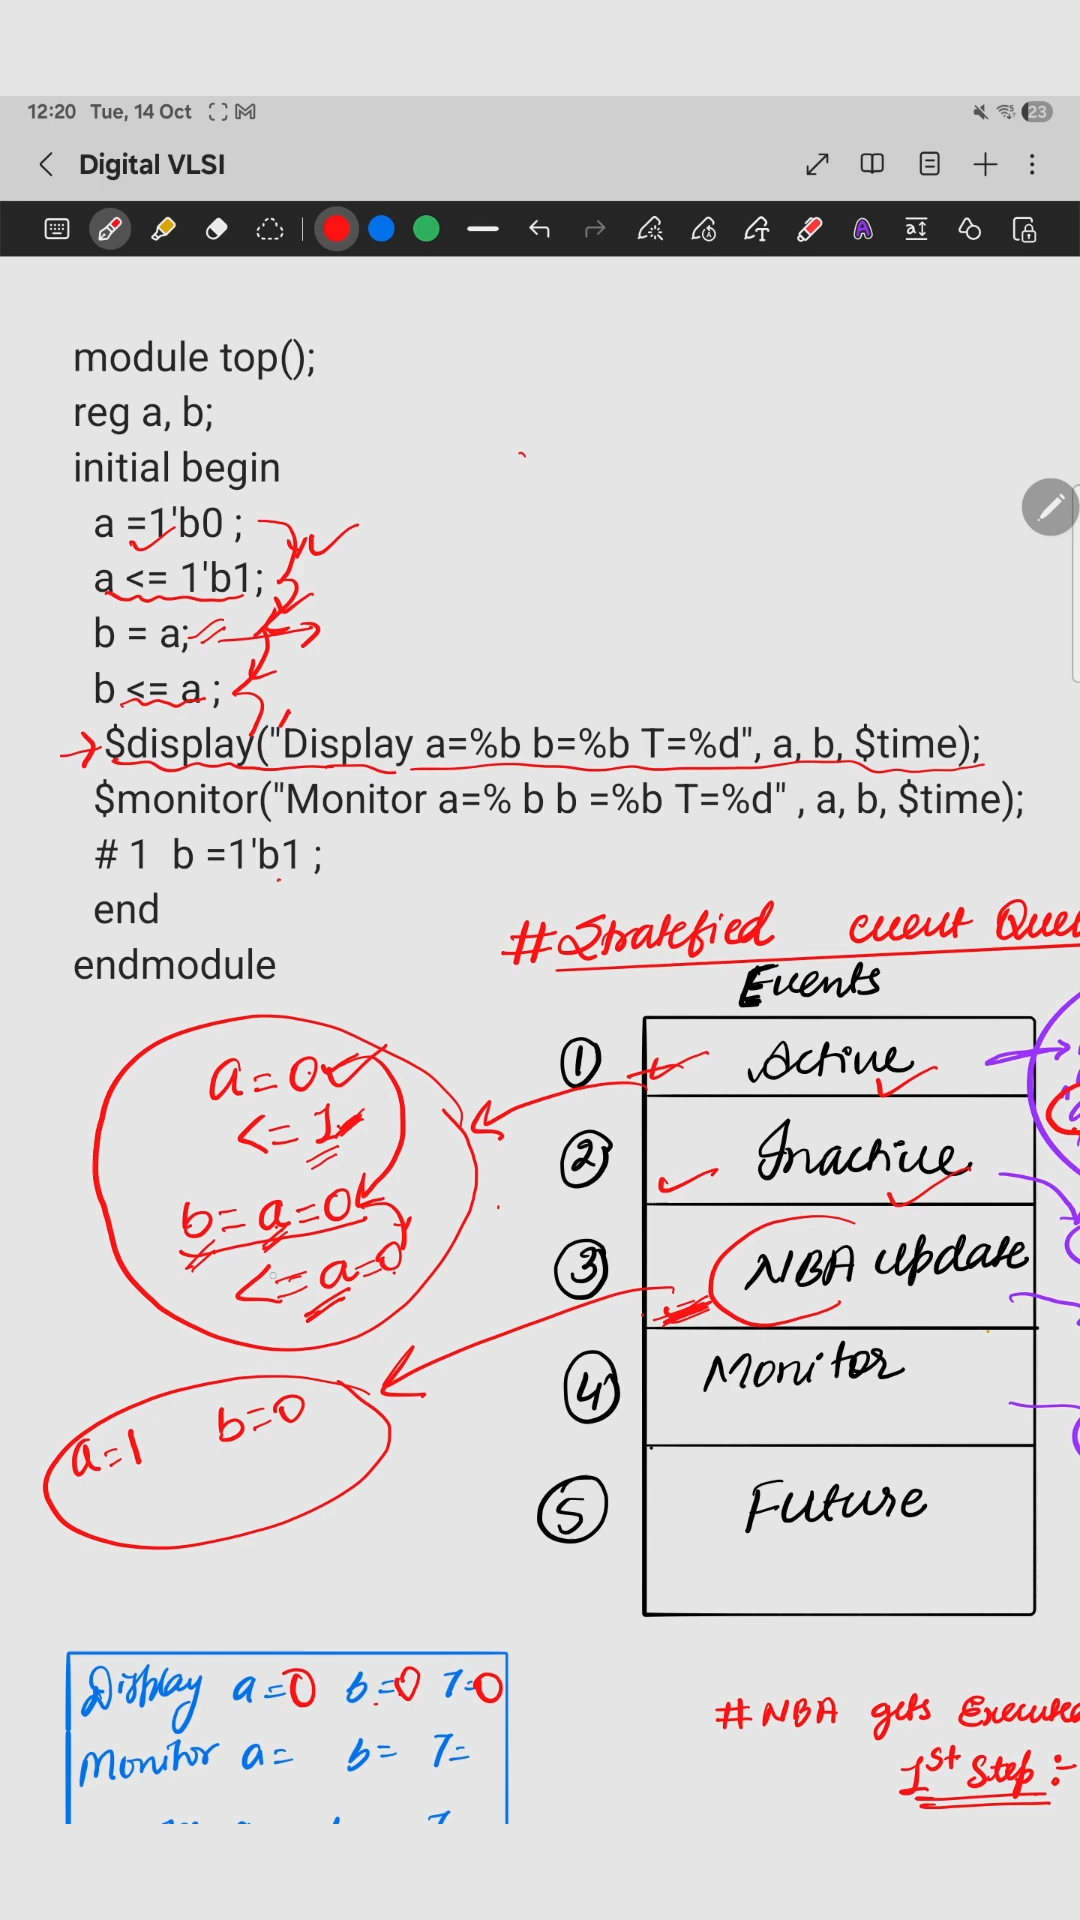 12:20 Tue, 14 Oct
23
Digital VLSI
module top();
reg a, b;
initial begin
a =1'b0 ;
a <= 1'b1;
b = a;
b <= a ;
$display("Display a=%b b=%b T=%d", a, b, $time);
$monitor("Monitor a=% b b =%b T=%d" , a, b, $time);
# 1 b =1'b1 ;
end
endmodule
# Stratefied event Que
Events
① Active
② Inactive
③ NBA Update
④ Monitor
⑤ Future
a=0
<= 1
b= a=0
<= a=0
a=1 b=0
Display a=0 b=0 T=0
Monitor a= b= T=
# NBA gets Execute
1st Step :-